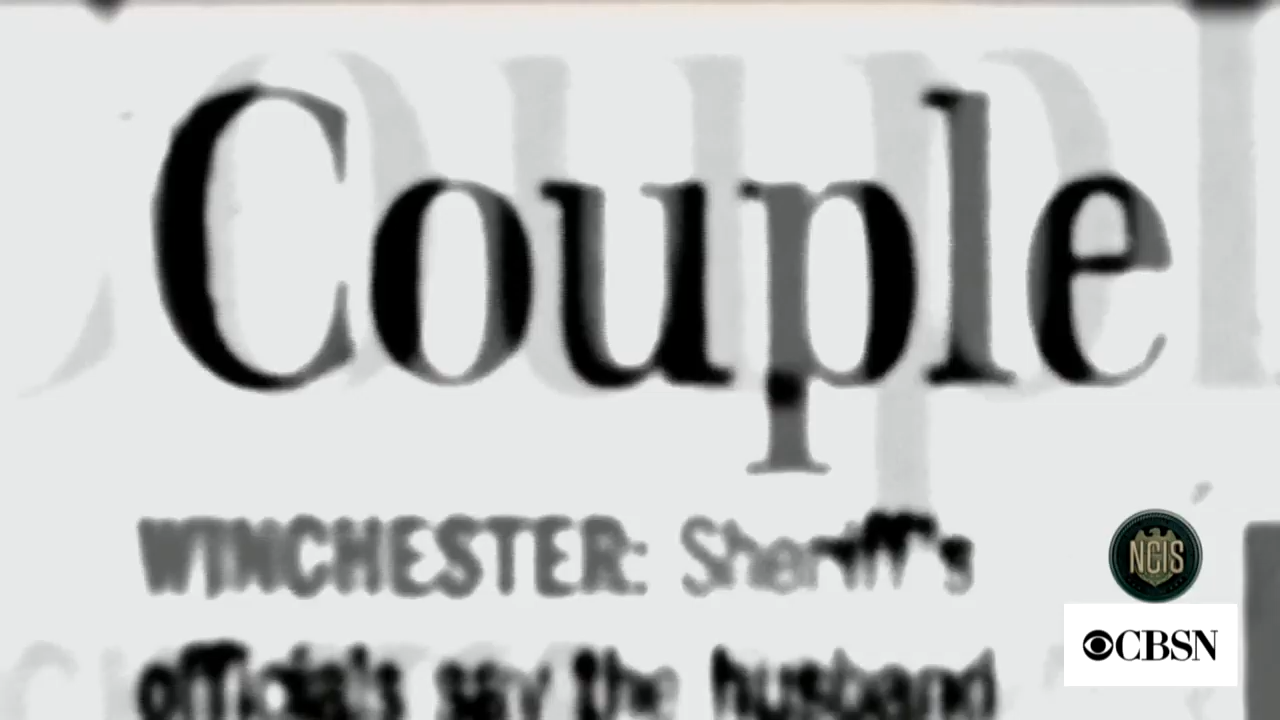 Couple
WINCHESTER: Sheriff's
officials say the husband
NCIS
CBSN